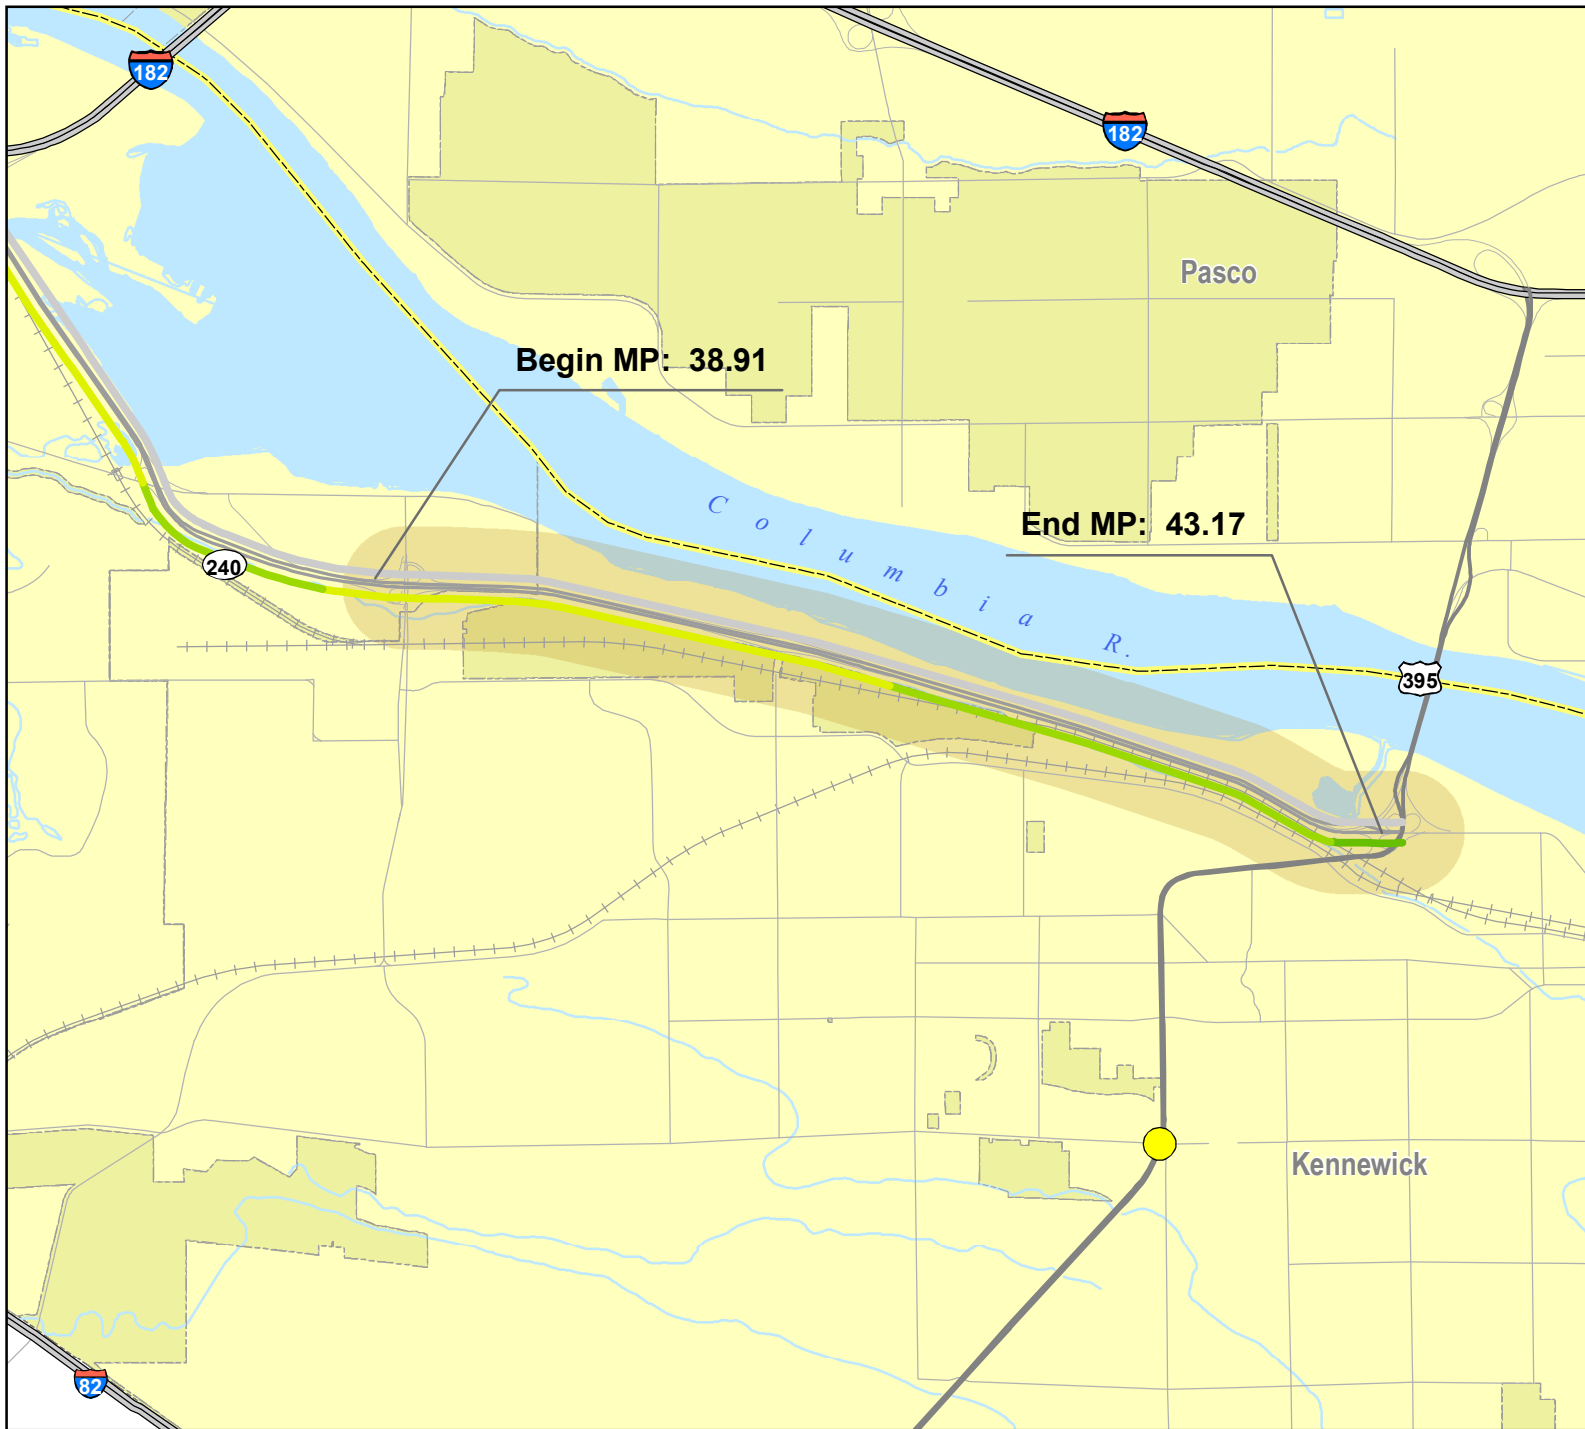 182
182
Pasco
Begin MP: 38.91
Columbia R.
End MP: 43.17
240
395
Kennewick
82